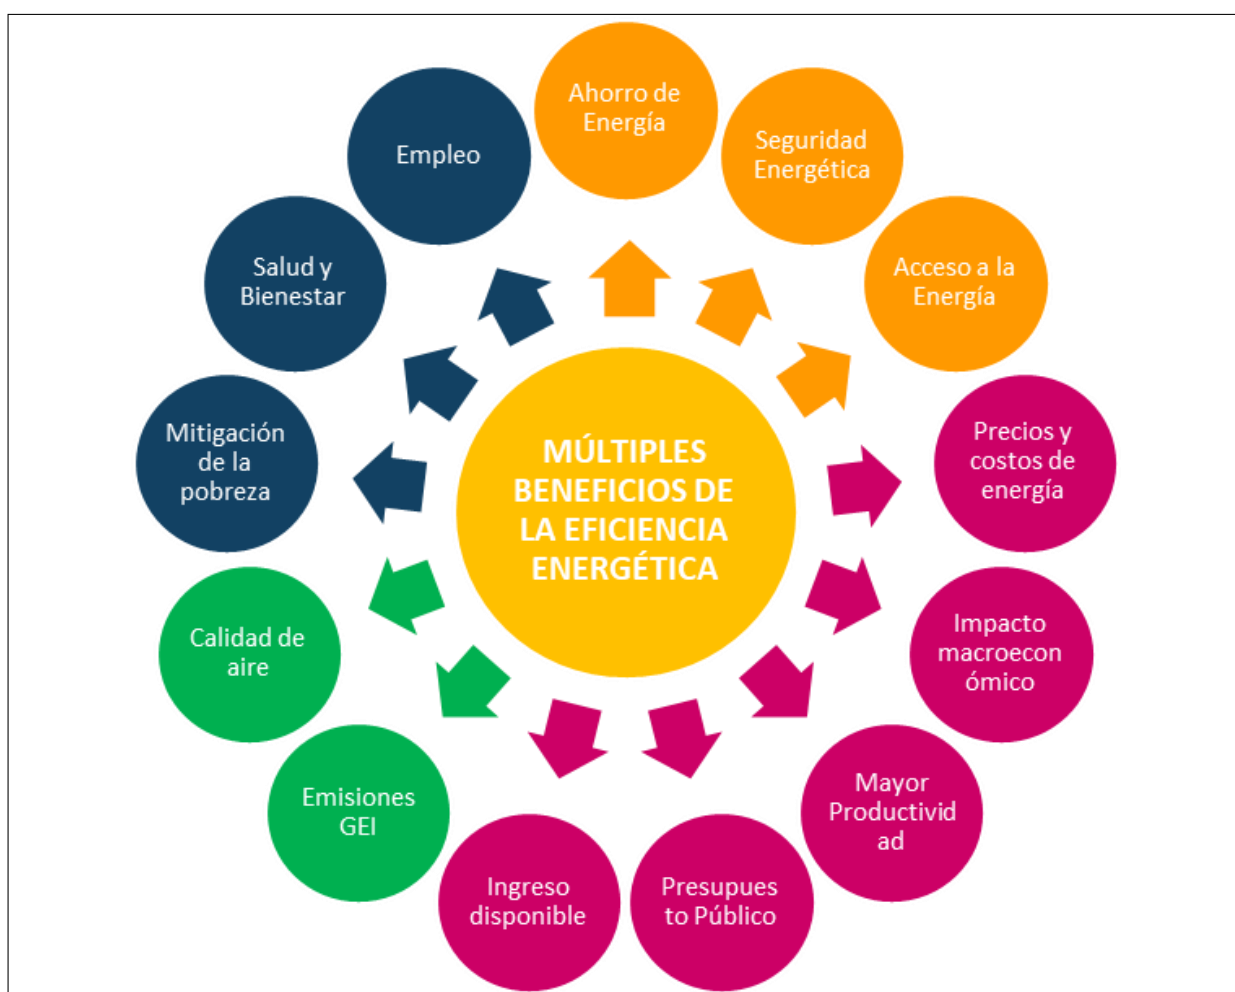 Ahorro de
Energía
Seguridad
Energética
Acceso a la
Energía
Precios y
costos de
energía
Impacto
macroecon
ómico
Mayor
Productivid
ad
Presupues
to Público
Ingreso
disponible
Emisiones
GEI
Calidad de
aire
Mitigación
de la
pobreza
Salud y
Bienestar
Empleo
MÚLTIPLES
BENEFICIOS DE
LA EFICIENCIA
ENERGÉTICA